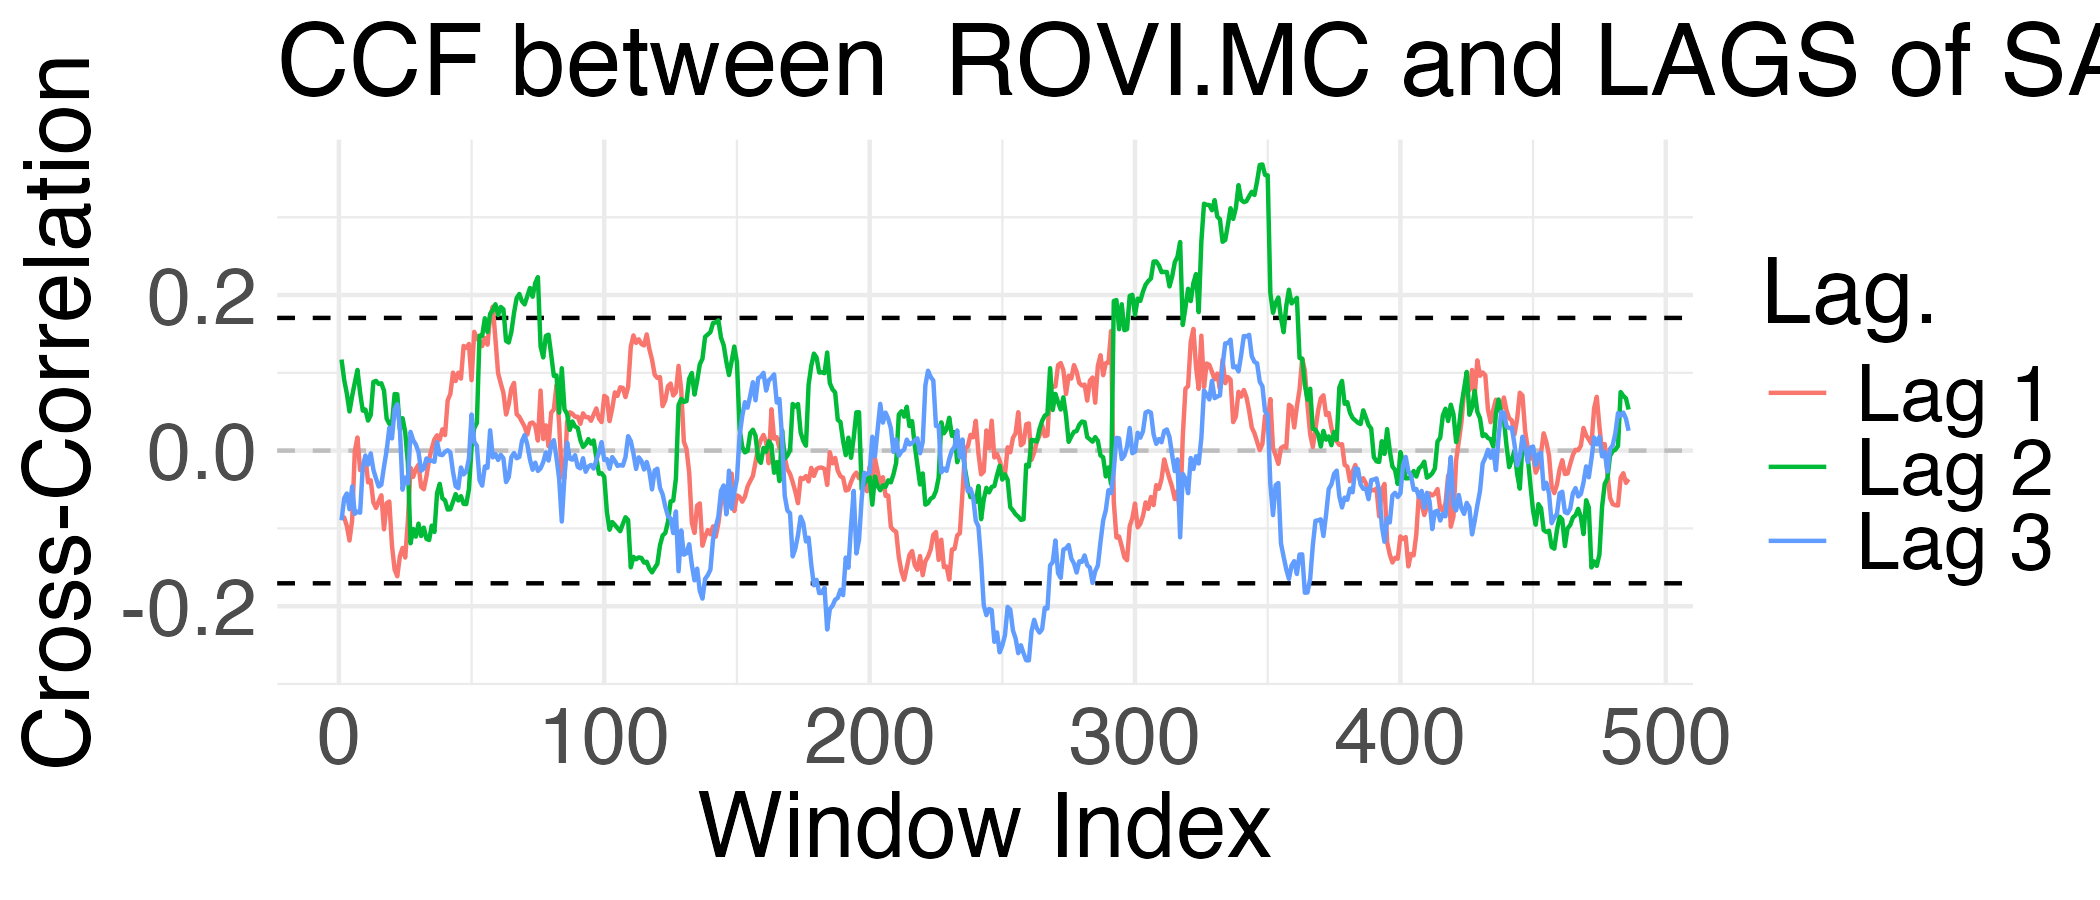 CCF between ROVI.MC and LAGS of SA
Cross-Correlation
0.2
0.0
-0.2
0 100 200 300 400 500
Window Index
Lag.
Lag 1
Lag 2
Lag 3